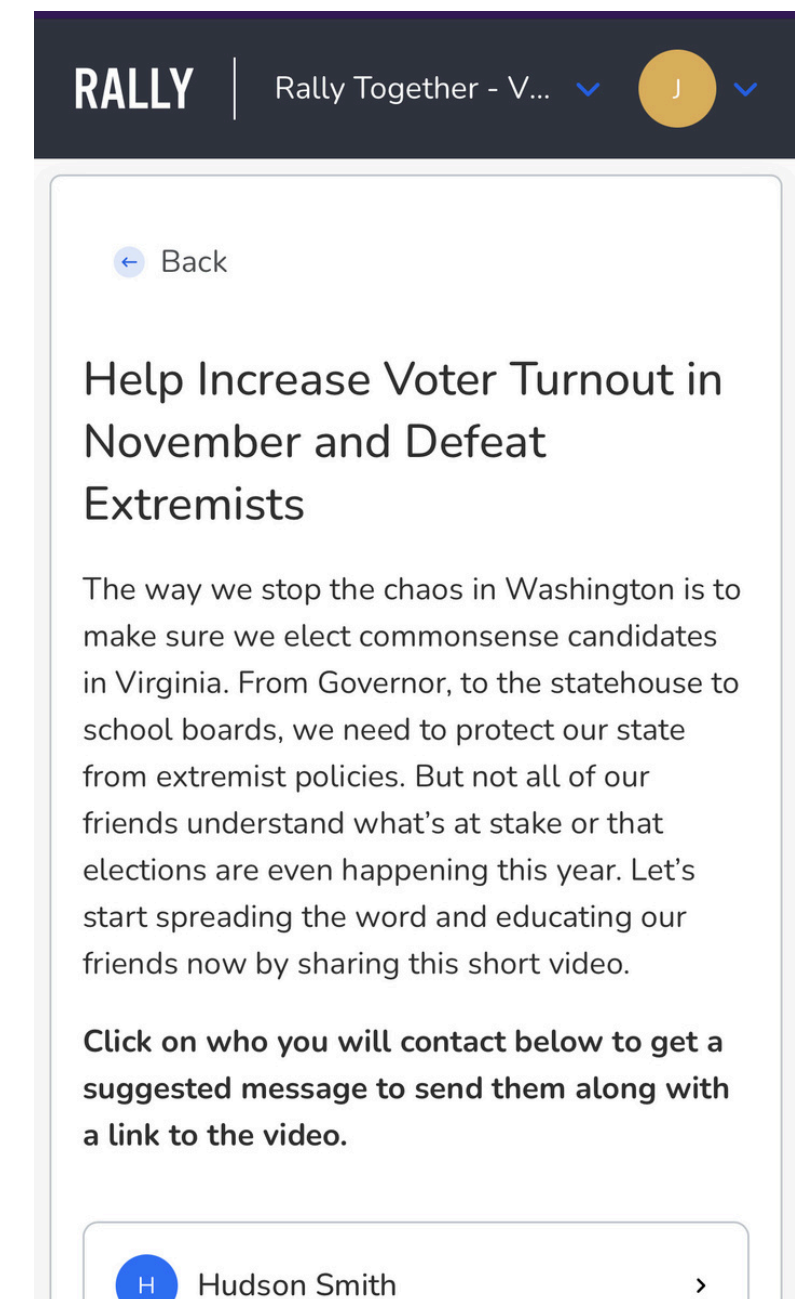 RALLY
Rally Together - V...
J
Back
Help Increase Voter Turnout in
November and Defeat
Extremists
The way we stop the chaos in Washington is to
make sure we elect commonsense candidates
in Virginia. From Governor, to the statehouse to
school boards, we need to protect our state
from extremist policies. But not all of our
friends understand what’s at stake or that
elections are even happening this year. Let’s
start spreading the word and educating our
friends now by sharing this short video.
Click on who you will contact below to get a
suggested message to send them along with
a link to the video.
H
Hudson Smith